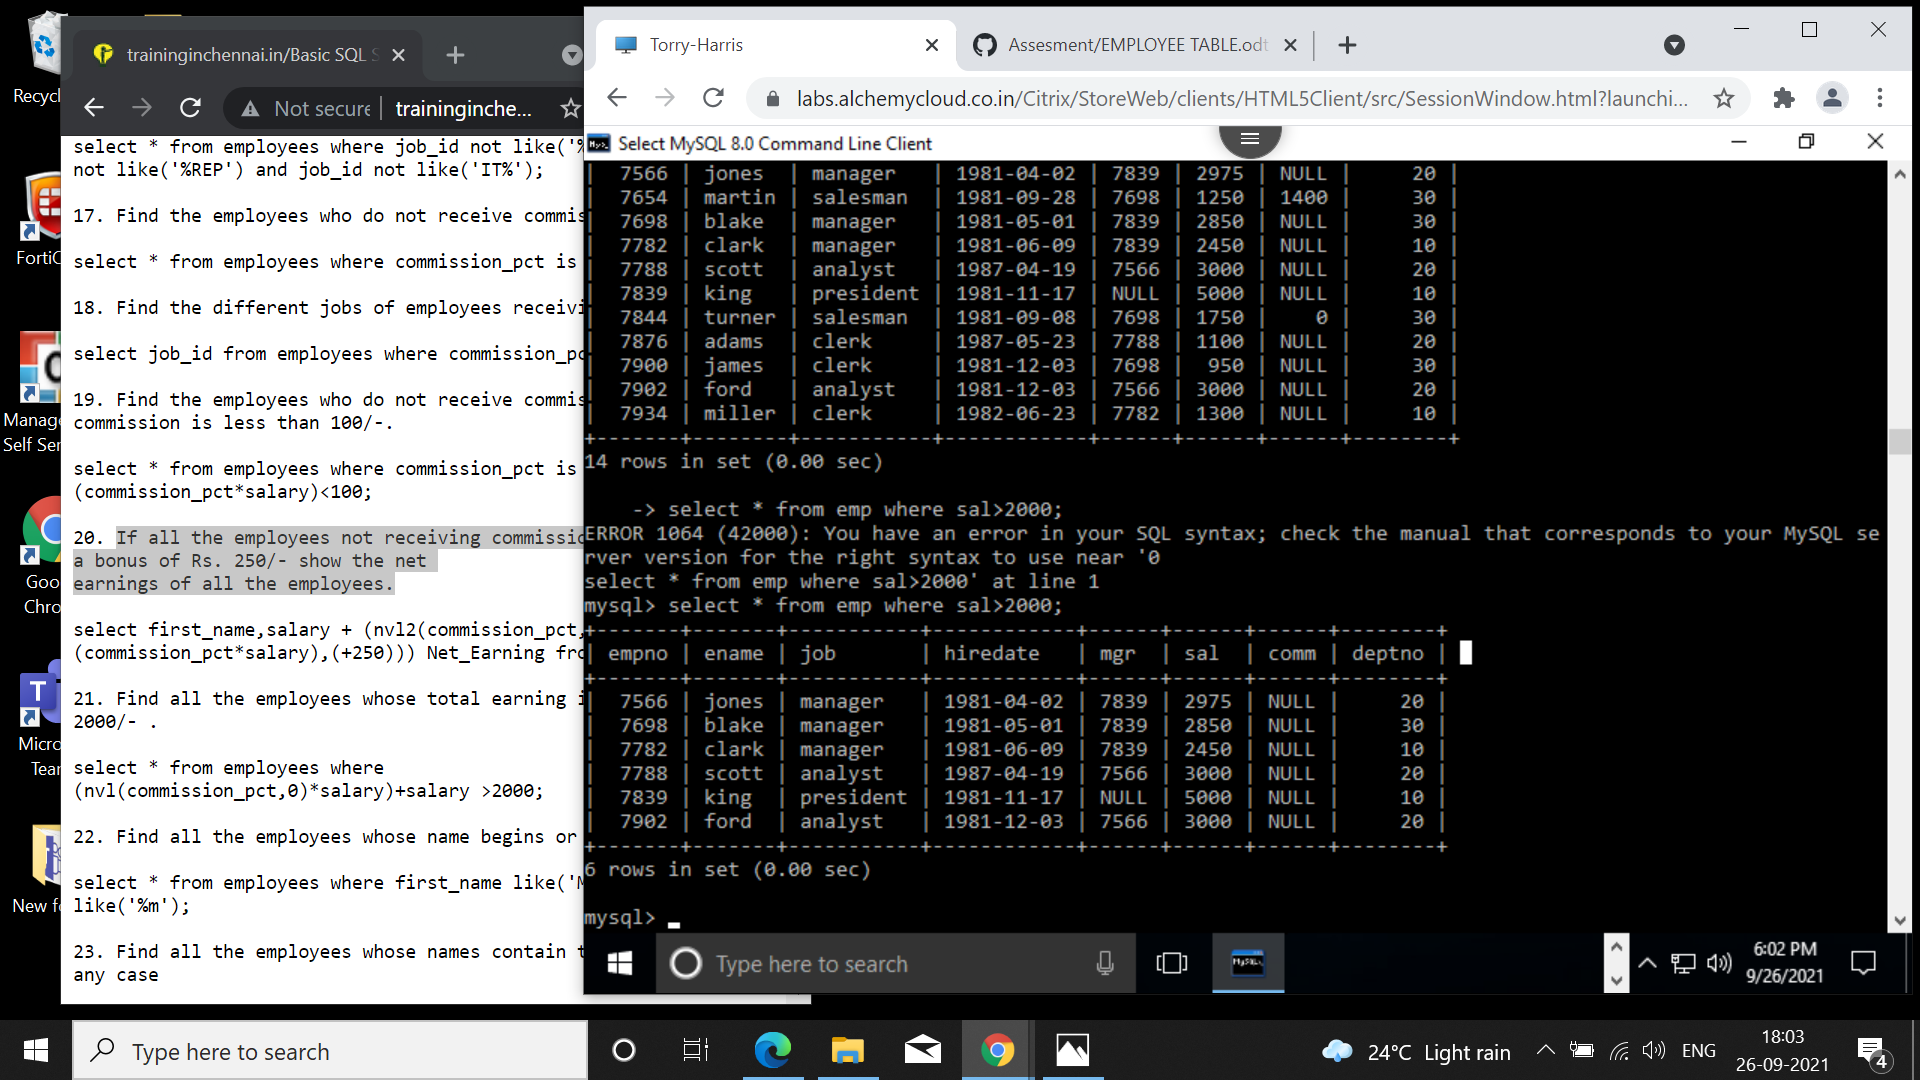 Recycl
FortiC
Manage
Self Ser
Goo
Chro
Micro
Tea
New f
traininginchennai.in/Basic SQL S
Not secure
traininginche...
select * from employees where job_id not like('%
not like('%REP') and job_id not like('IT%');
17. Find the employees who do not receive commis
select * from employees where commission_pct is
18. Find the different jobs of employees receivi
select job_id from employees where commission_pc
19. Find the employees who do not receive commis
commission is less than 100/-.
select * from employees where commission_pct is
(commission_pct*salary)<100;
20. If all the employees not receiving commissio
a bonus of Rs. 250/- show the net
earnings of all the employees.
select first_name,salary + (nvl2(commission_pct,
(commission_pct*salary),(+250))) Net_Earning fro
21. Find all the employees whose total earning i
2000/- .
select * from employees where
(nvl(commission_pct,0)*salary)+salary >2000;
22. Find all the employees whose name begins or
select * from employees where first_name like('M
like('%m');
23. Find all the employees whose names contain t
any case
Torry-Harris
Assesment/EMPLOYEE TABLE.odt
labs.alchemycloud.co.in/Citrix/StoreWeb/clients/HTML5Client/src/SessionWindow.html?launchi...
Select MySQL 8.0 Command Line Client
| 7566 | jones | manager | 1981-04-02 | 7839 | 2975 | NULL | 20 |
| 7654 | martin | salesman | 1981-09-28 | 7698 | 1250 | 1400 | 30 |
| 7698 | blake | manager | 1981-05-01 | 7839 | 2850 | NULL | 30 |
| 7782 | clark | manager | 1981-06-09 | 7839 | 2450 | NULL | 10 |
| 7788 | scott | analyst | 1987-04-19 | 7566 | 3000 | NULL | 20 |
| 7839 | king | president | 1981-11-17 | NULL | 5000 | NULL | 10 |
| 7844 | turner | salesman | 1981-09-08 | 7698 | 1750 | 0 | 30 |
| 7876 | adams | clerk | 1987-05-23 | 7788 | 1100 | NULL | 20 |
| 7900 | james | clerk | 1981-12-03 | 7698 | 950 | NULL | 30 |
| 7902 | ford | analyst | 1981-12-03 | 7566 | 3000 | NULL | 20 |
| 7934 | miller | clerk | 1982-06-23 | 7782 | 1300 | NULL | 10 |
+-------+--------+-----------+------------+------+------+------+--------+
14 rows in set (0.00 sec)
-> select * from emp where sal>2000;
ERROR 1064 (42000): You have an error in your SQL syntax; check the manual that corresponds to your MySQL se
rver version for the right syntax to use near '0
select * from emp where sal>2000' at line 1
mysql> select * from emp where sal>2000;
+-------+-------+-----------+------------+------+------+------+--------+
| empno | ename | job | hiredate | mgr | sal | comm | deptno |
+-------+-------+-----------+------------+------+------+------+--------+
| 7566 | jones | manager | 1981-04-02 | 7839 | 2975 | NULL | 20 |
| 7698 | blake | manager | 1981-05-01 | 7839 | 2850 | NULL | 30 |
| 7782 | clark | manager | 1981-06-09 | 7839 | 2450 | NULL | 10 |
| 7788 | scott | analyst | 1987-04-19 | 7566 | 3000 | NULL | 20 |
| 7839 | king | president | 1981-11-17 | NULL | 5000 | NULL | 10 |
| 7902 | ford | analyst | 1981-12-03 | 7566 | 3000 | NULL | 20 |
+-------+-------+-----------+------------+------+------+------+--------+
6 rows in set (0.00 sec)
mysql>
Type here to search
6:02 PM
9/26/2021
Type here to search
24°C Light rain
ENG
18:03
26-09-2021
4